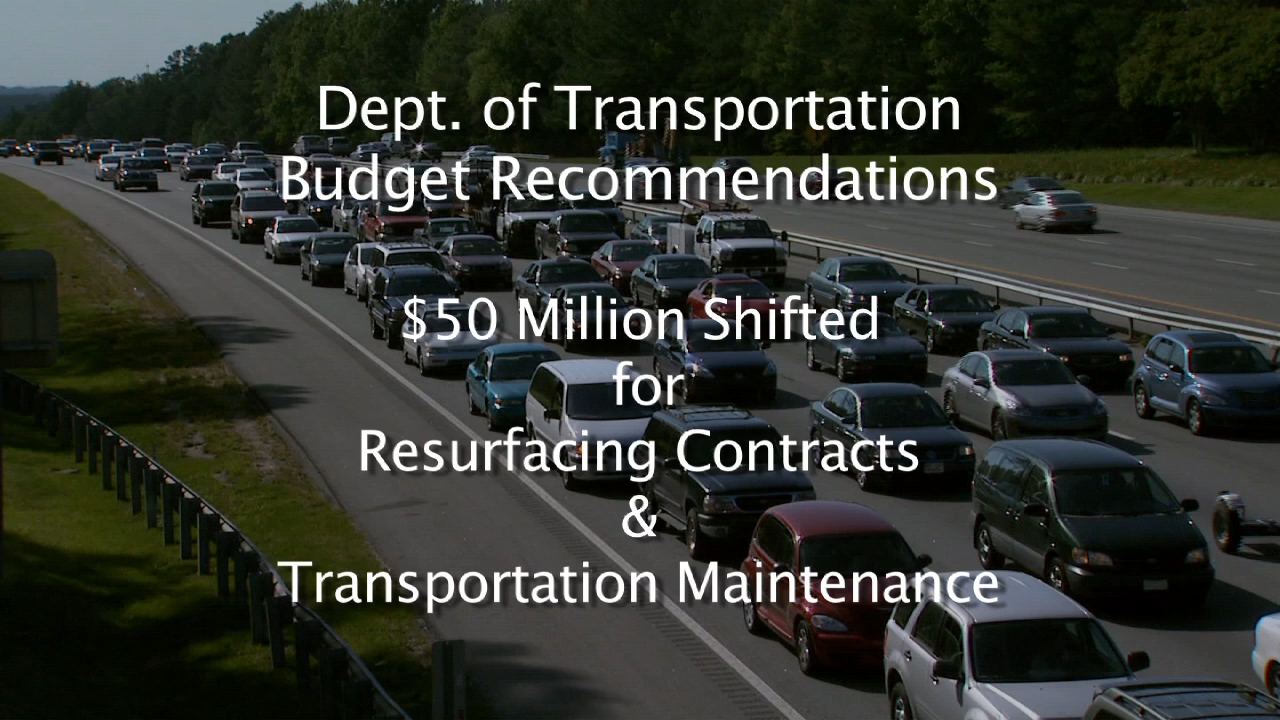 Dept. of Transportation
Budget Recommendations
$50 Million Shifted
for
Resurfacing Contracts
&
Transportation Maintenance